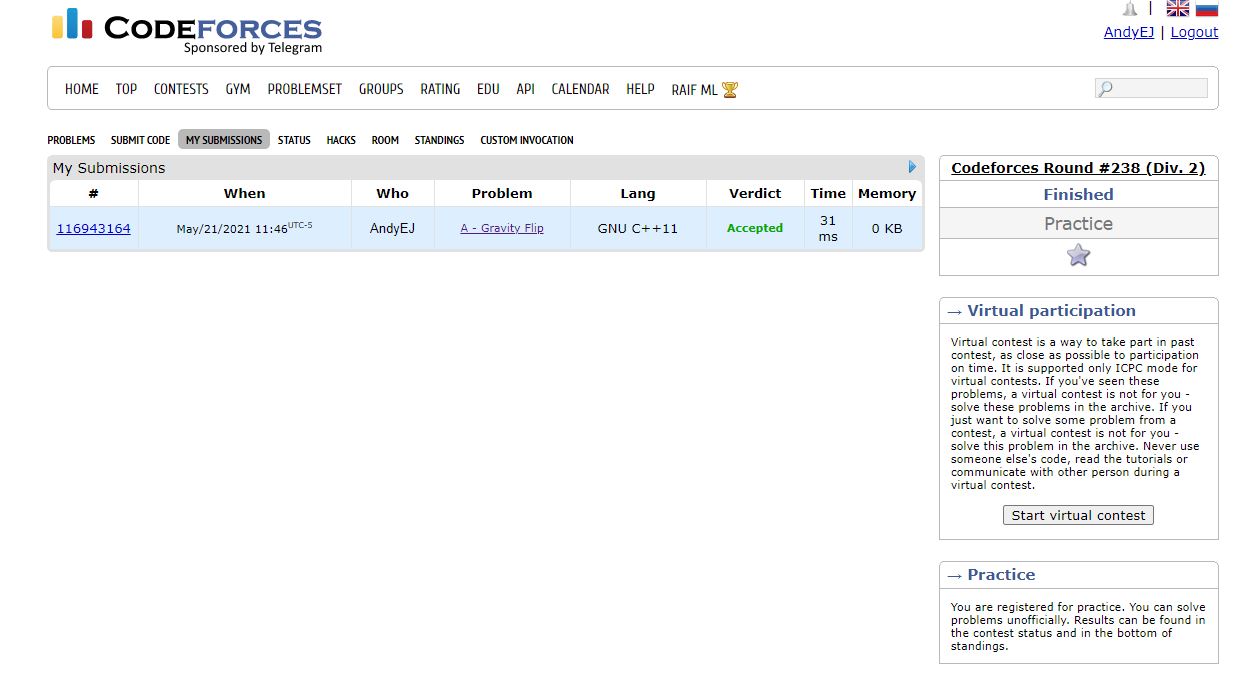 CODEFORCES
Sponsored by Telegram
|
AndyEJ | Logout
HOME TOP CONTESTS GYM PROBLEMSET GROUPS RATING EDU API CALENDAR HELP RAIF ML
PROBLEMS SUBMIT CODE MY SUBMISSIONS STATUS HACKS ROOM STANDINGS CUSTOM INVOCATION
My Submissions
# When Who Problem Lang Verdict Time Memory
116943164 May/21/2021 11:46UTC-5 AndyEJ A - Gravity Flip GNU C++11 Accepted 31 ms 0 KB
Codeforces Round #238 (Div. 2)
Finished
Practice
→ Virtual participation
Virtual contest is a way to take part in past
contest, as close as possible to participation
on time. It is supported only ICPC mode for
virtual contests. If you've seen these
problems, a virtual contest is not for you -
solve these problems in the archive. If you
just want to solve some problem from a
contest, a virtual contest is not for you -
solve this problem in the archive. Never use
someone else's code, read the tutorials or
communicate with other person during a
virtual contest.
Start virtual contest
→ Practice
You are registered for practice. You can solve
problems unofficially. Results can be found in
the contest status and in the bottom of
standings.